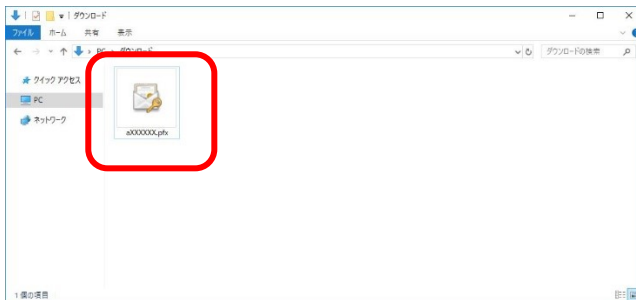 ダウンロード
ファイル ホーム 共有 表示
PC ダウンロード ダウンロードの検索
クイック アクセス
PC
ネットワーク
aXXXXXX.pfx
1 個の項目